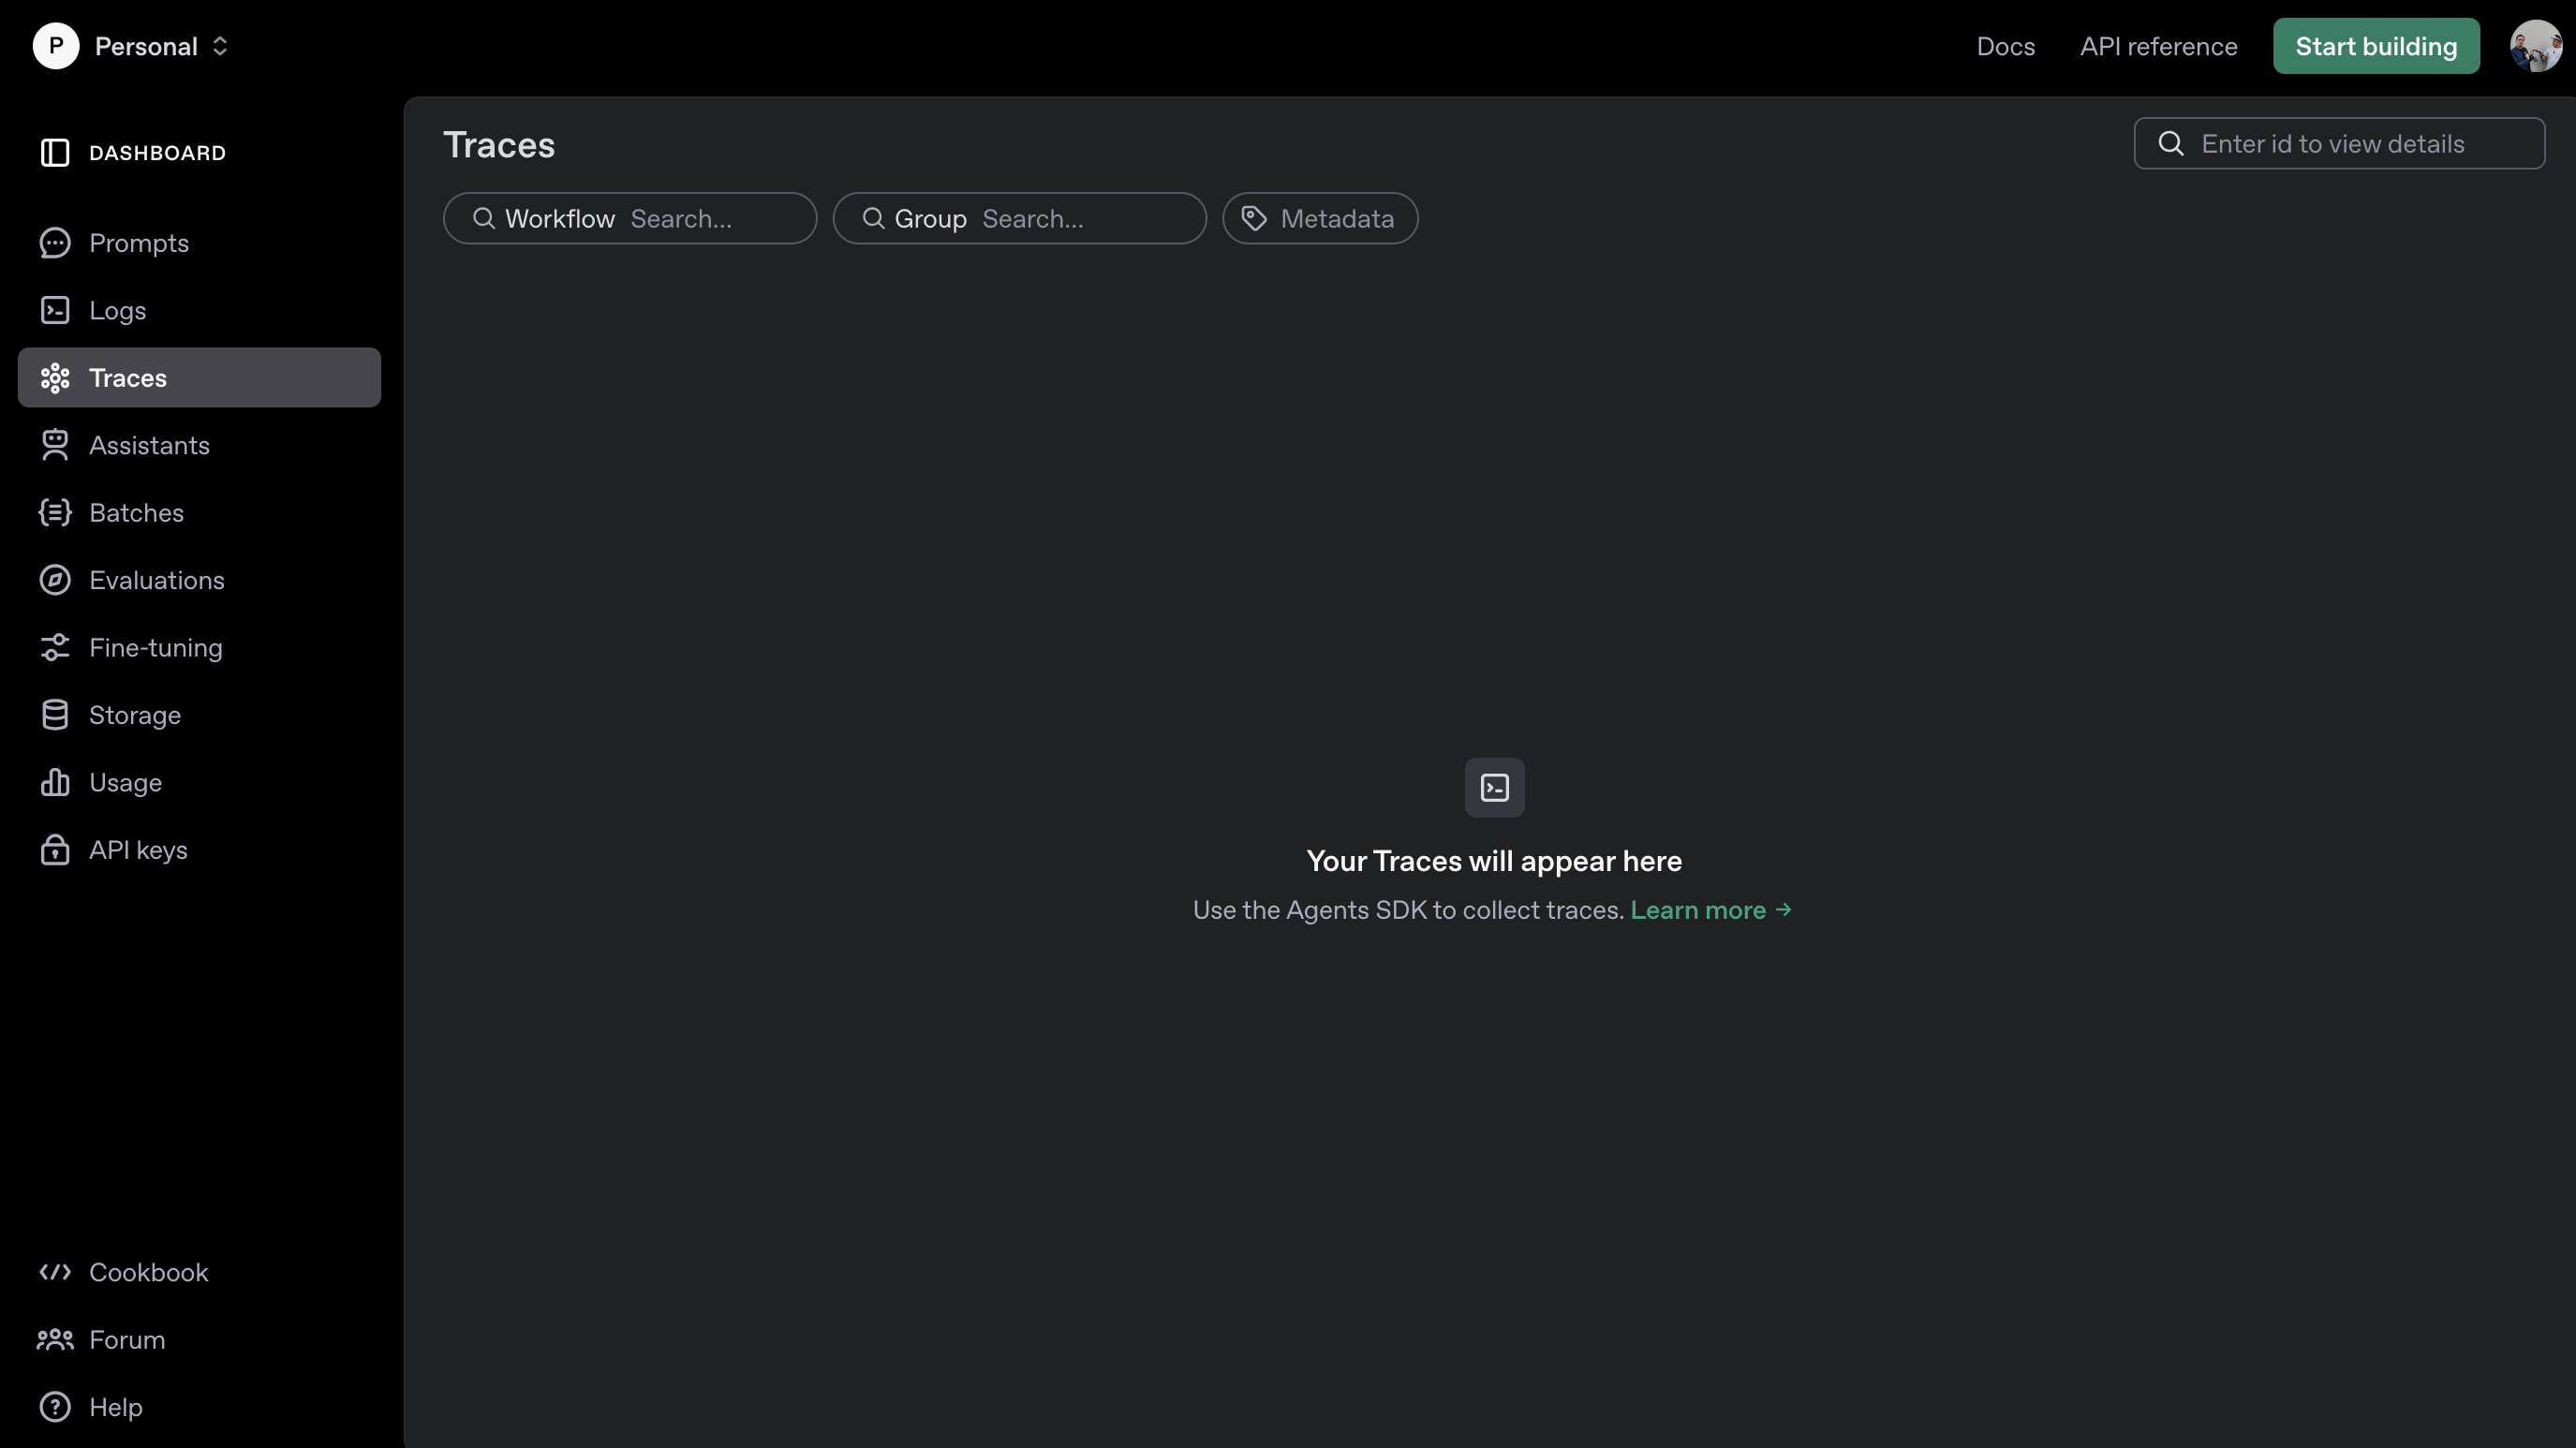 P Personal
Docs API reference Start building
DASHBOARD
Prompts
Logs
Traces
Assistants
Batches
Evaluations
Fine-tuning
Storage
Usage
API keys
Cookbook
Forum
Help
Traces
Enter id to view details
Workflow Search... Group Search... Metadata
Your Traces will appear here
Use the Agents SDK to collect traces. Learn more →